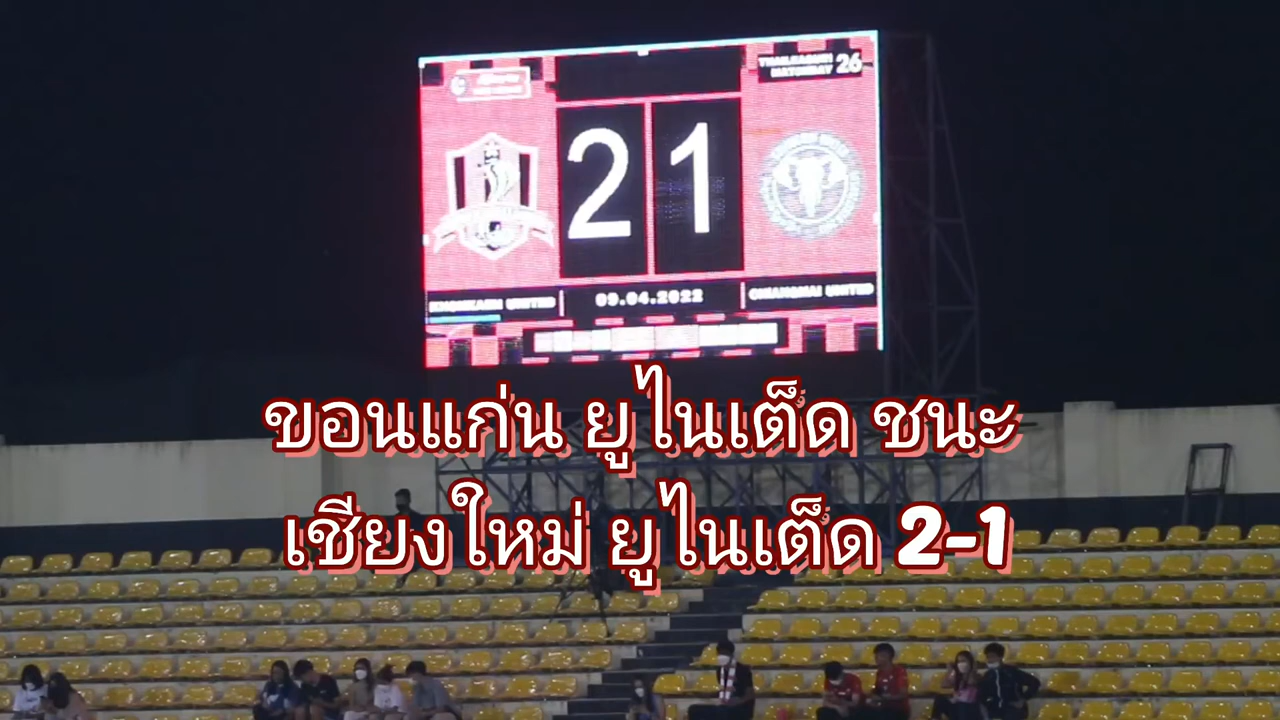 THAILEAGUE 1
MATCHDAY 26
2 1
KHONKAEN UNITED 09.04.2022 CHIANGMAI UNITED
ขอนแก่น ยูไนเต็ด ชนะ
เชียงใหม่ ยูไนเต็ด 2-1